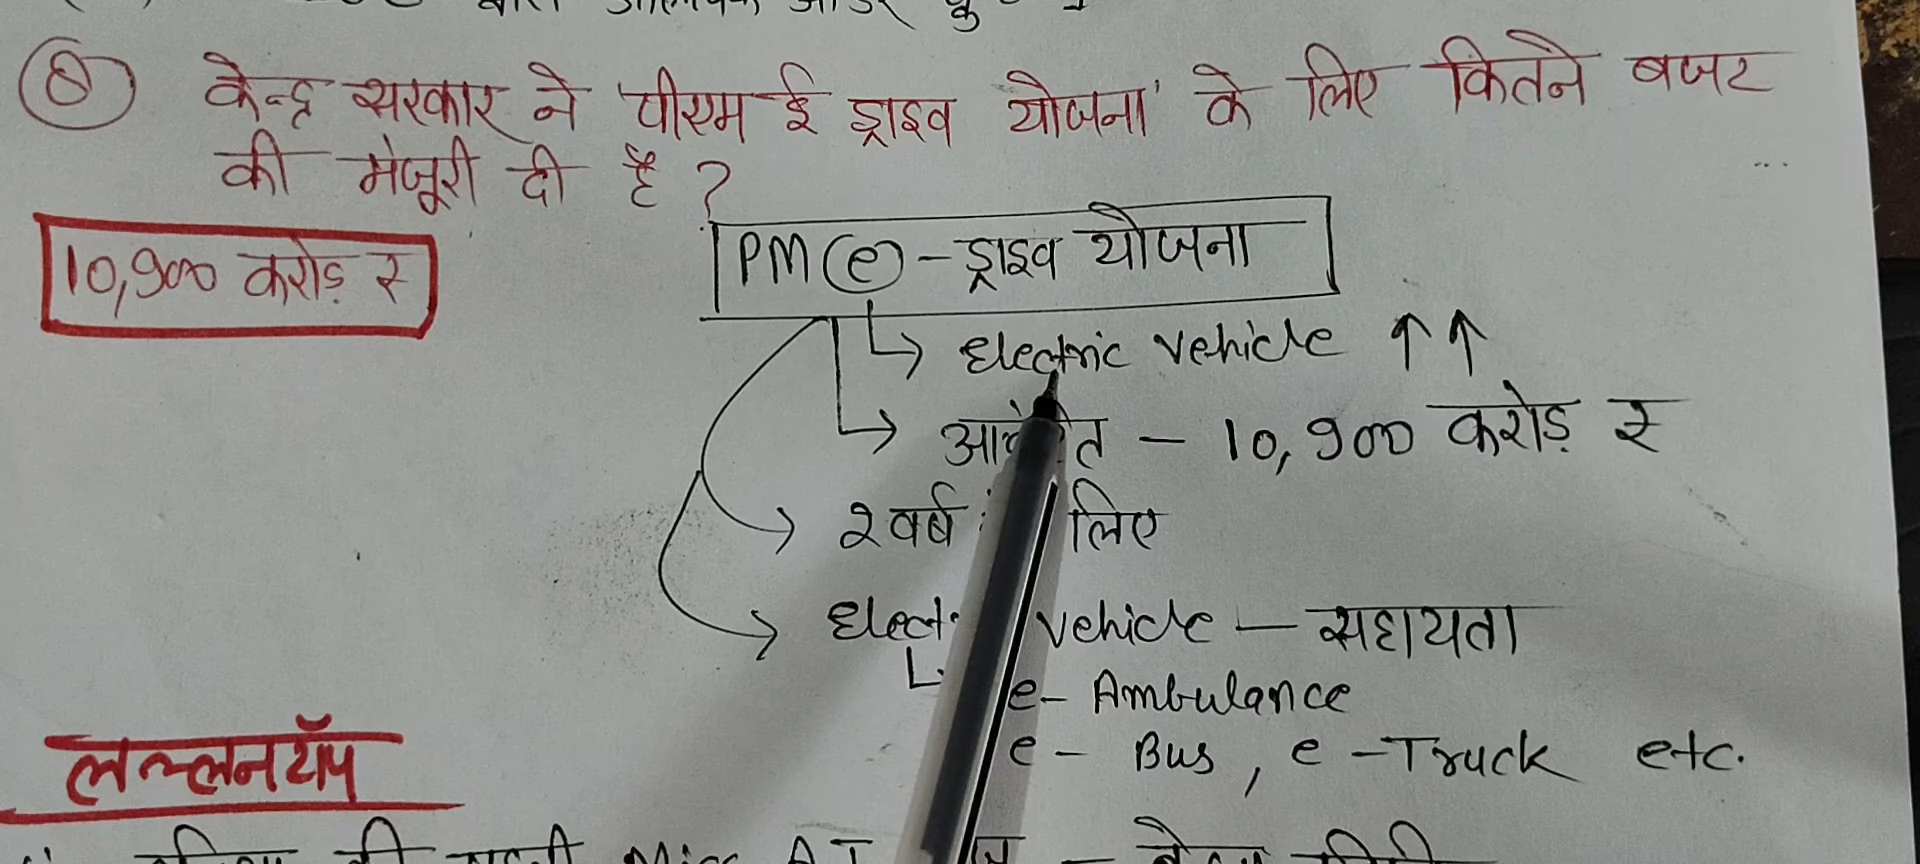 8 केन्द्र सरकार ने 'पीएम ई ड्राइव योजना' के लिए कितने बजट
की मंजूरी दी है ?
10,900 करोड़ ₹
PM (e) - ड्राइव योजना
→ Electric vehicle ↑ ↑
→ — 10,900 करोड़ ₹
→ 2 वर्ष लिए
→ vehicle — सहायता
e- Ambulance
e - Bus , e - Truck etc.
लल्लनटॉप